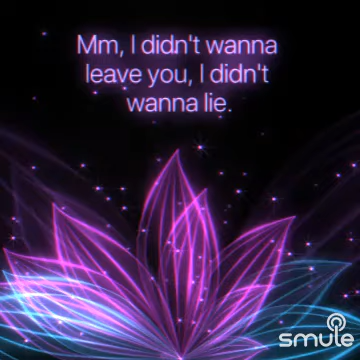 Mm, I didn't wanna
leave you, I didn't
wanna lie.
smule